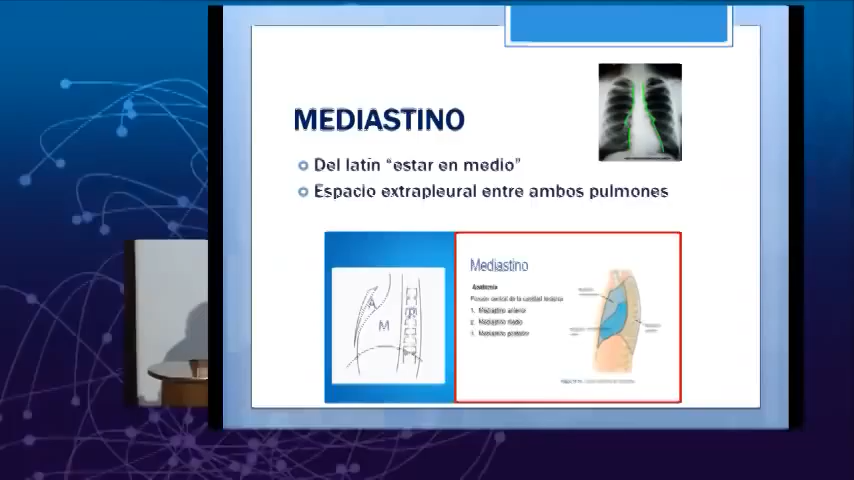 MEDIASTINO
Del latín “estar en medio”
Espacio extrapleural entre ambos pulmones
A
M
Mediastino
Anatomía
Porción central de la cavidad torácica
1. Mediastino anterior
2. Mediastino medio
3. Mediastino posterior